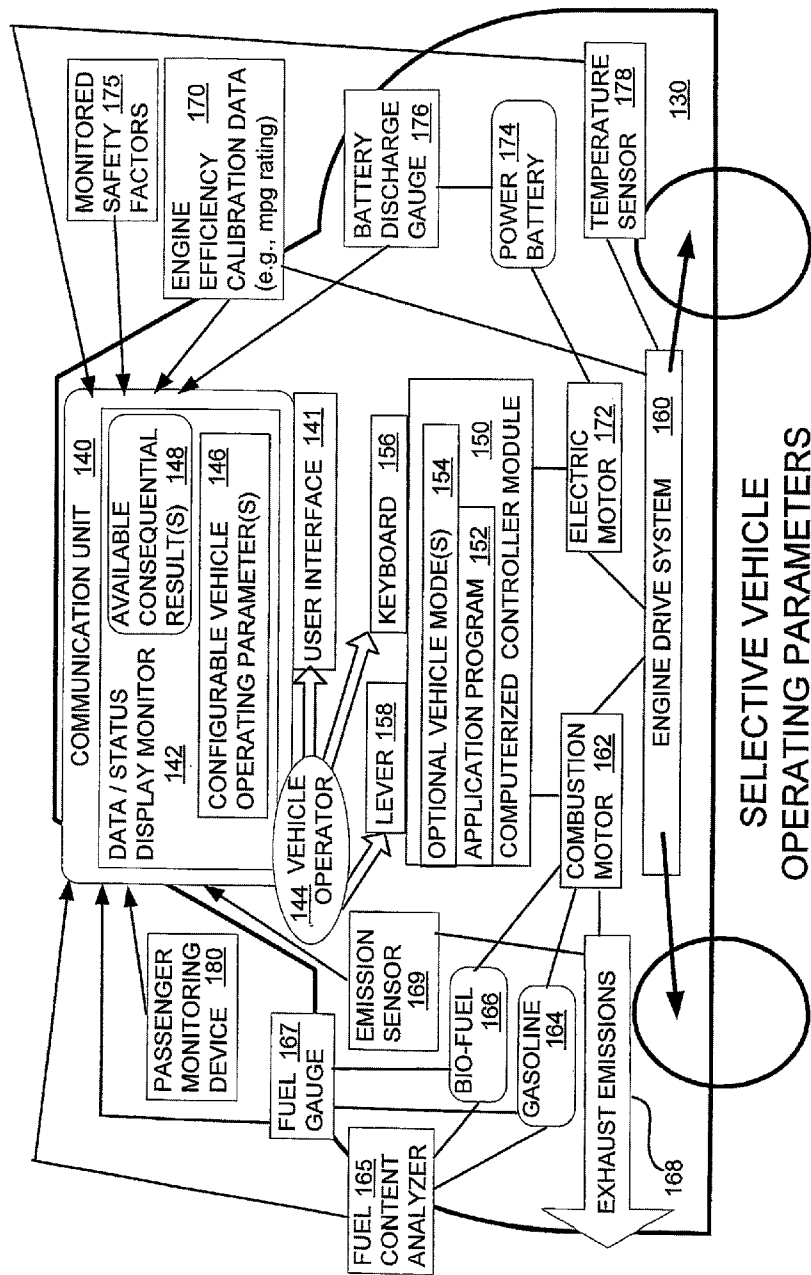 MONITORED
SAFETY 175
FACTORS
ENGINE
EFFICIENCY 170
CALIBRATION DATA
(e.g., mpg rating)
BATTERY
DISCHARGE
GAUGE 176
POWER 174
BATTERY
TEMPERATURE
SENSOR
178
130
COMMUNICATION UNIT 140
DATA / STATUS
DISPLAY MONITOR
142
AVAILABLE
CONSEQUENTIAL
RESULT(S) 148
CONFIGURABLE VEHICLE 146
OPERATING PARAMETER(S)
USER INTERFACE 141
144 VEHICLE
OPERATOR
LEVER 158
KEYBOARD 156
OPTIONAL VEHICLE MODE(S) 154
APPLICATION PROGRAM 152 150
COMPUTERIZED CONTROLLER MODULE
COMBUSTION
MOTOR 162
ELECTRIC
MOTOR 172
ENGINE DRIVE SYSTEM 160
PASSENGER
MONITORING
DEVICE 180
FUEL 167
GAUGE
FUEL 165
CONTENT
ANALYZER
EMISSION
SENSOR
169
BIO-FUEL
166
GASOLINE
164
EXHAUST EMISSIONS
168
SELECTIVE VEHICLE
OPERATING PARAMETERS